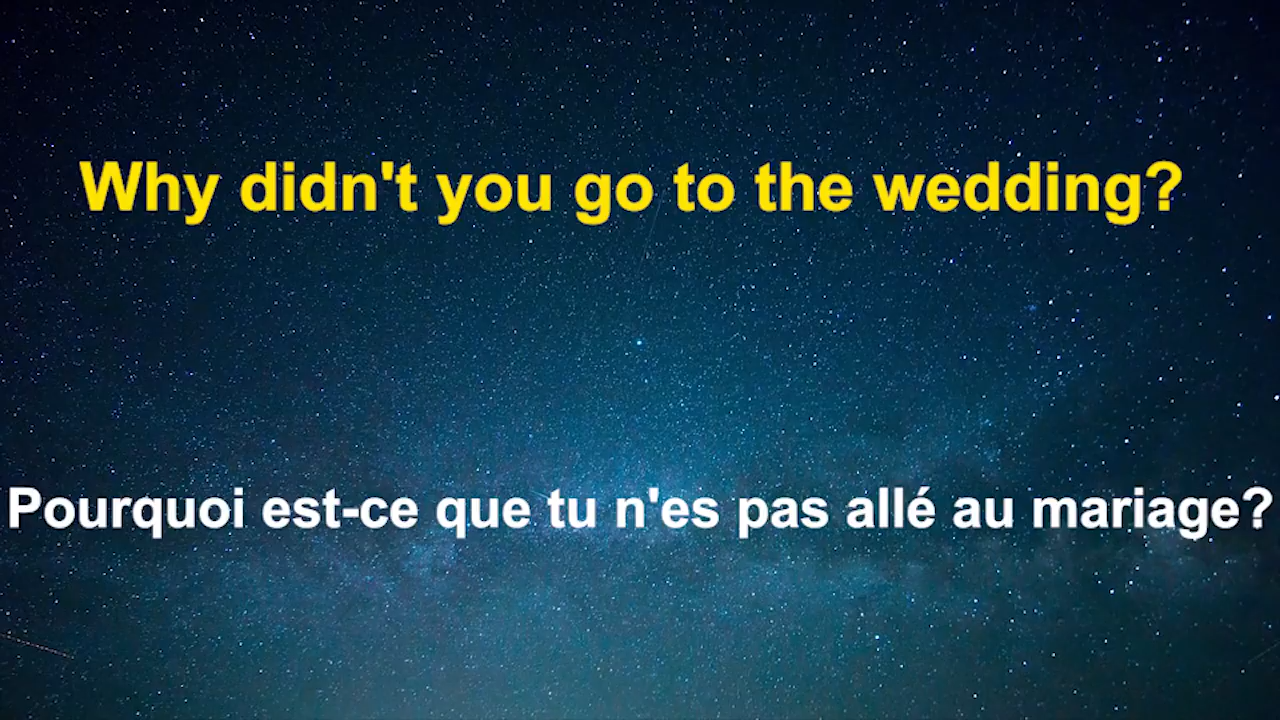 Why didn't you go to the wedding?
Pourquoi est-ce que tu n'es pas allé au mariage?